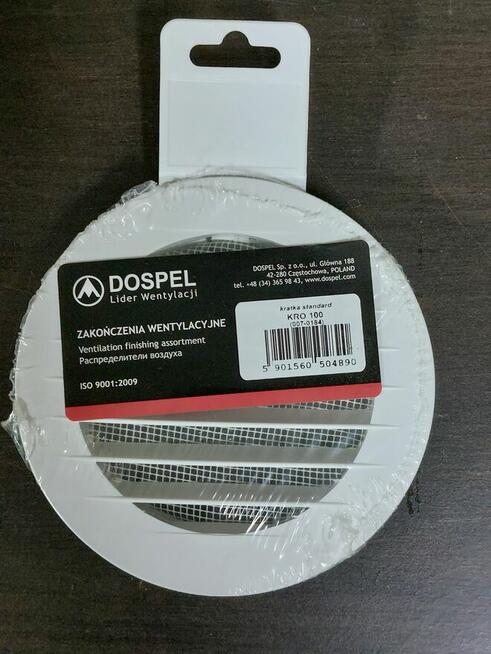 DOSPEL
Lider Wentylacji
DOSPEL Sp. z o.o., ul. Główna 188
42-280 Częstochowa, POLAND
tel. +48 (34) 365 98 43, www.dospel.com
ZAKOŃCZENIA WENTYLACYJNE
Ventilation finishing assortment
Распределители воздуха
ISO 9001:2009
kratka standard
KRO 100
(007-0184)
5 901560 504890